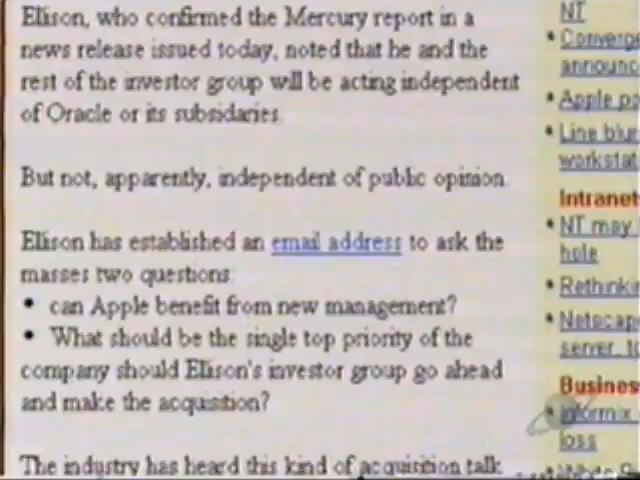 Ellison, who confirmed the Mercury report in a
news release issued today, noted that he and the
rest of the investor group will be acting independent
of Oracle or its subsidiaries.
But not, apparently, independent of public opinion.
Ellison has established an email address to ask the
masses two questions:
• can Apple benefit from new management?
• What should be the single top priority of the
company should Ellison's investor group go ahead
and make the acquisition?
The industry has heard this kind of acquisition talk
NT
• Converge
announc
• Apple po
• Line blur
workstat
Intranet
• NT may
hole
• Rethinki
• Netscap
server, to
Busines
• Informix
loss